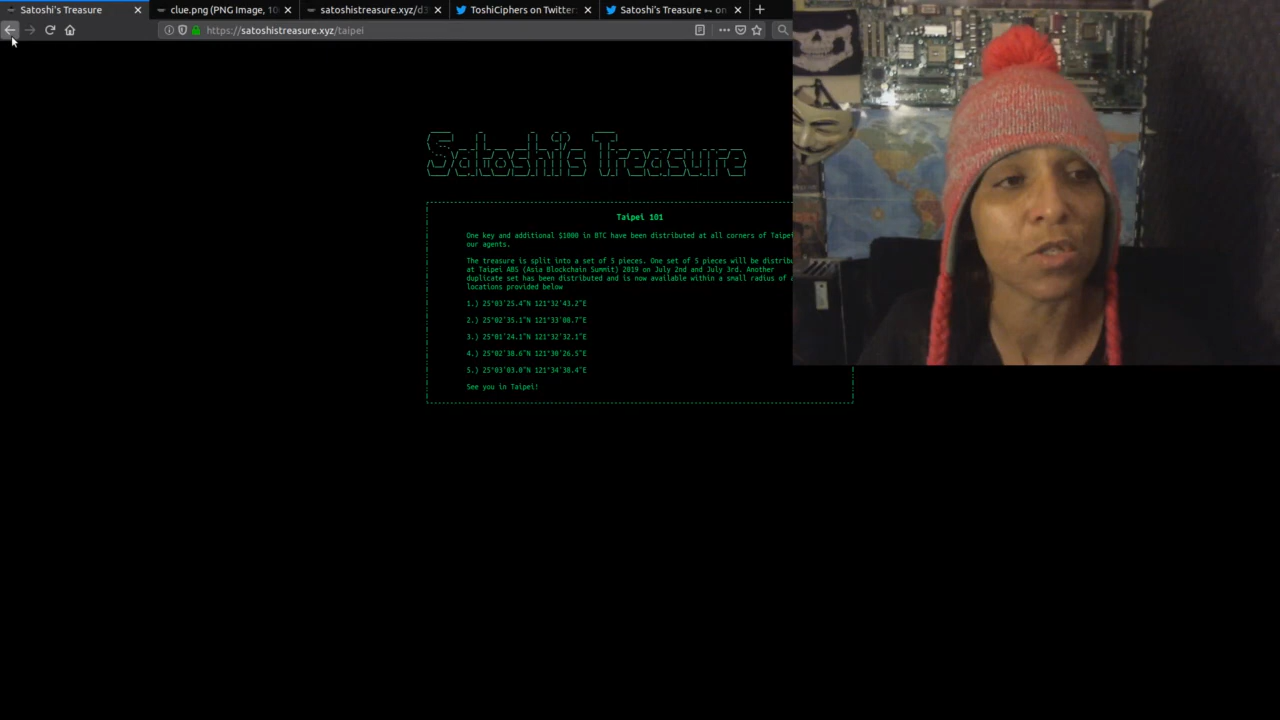 Satoshi's Treasure
clue.png (PNG Image, 10
satoshistreasure.xyz/d3
ToshiCiphers on Twitter:
Satoshi's Treasure 🗝 on
https://satoshistreasure.xyz/taipei
Satoshi's Treasure
Taipei 101
One key and additional $1000 in BTC have been distributed at all corners of Taipei
our agents.
The treasure is split into a set of 5 pieces. One set of 5 pieces will be distribu
at Taipei ABS (Asia Blockchain Summit) 2019 on July 2nd and July 3rd. Another
duplicate set has been distributed and is now available within a small radius of
locations provided below
1.) 25°03'25.4"N 121°32'43.2"E
2.) 25°02'35.1"N 121°33'00.7"E
3.) 25°01'24.1"N 121°32'32.1"E
4.) 25°02'38.6"N 121°30'26.5"E
5.) 25°03'03.0"N 121°34'38.4"E
See you in Taipei!